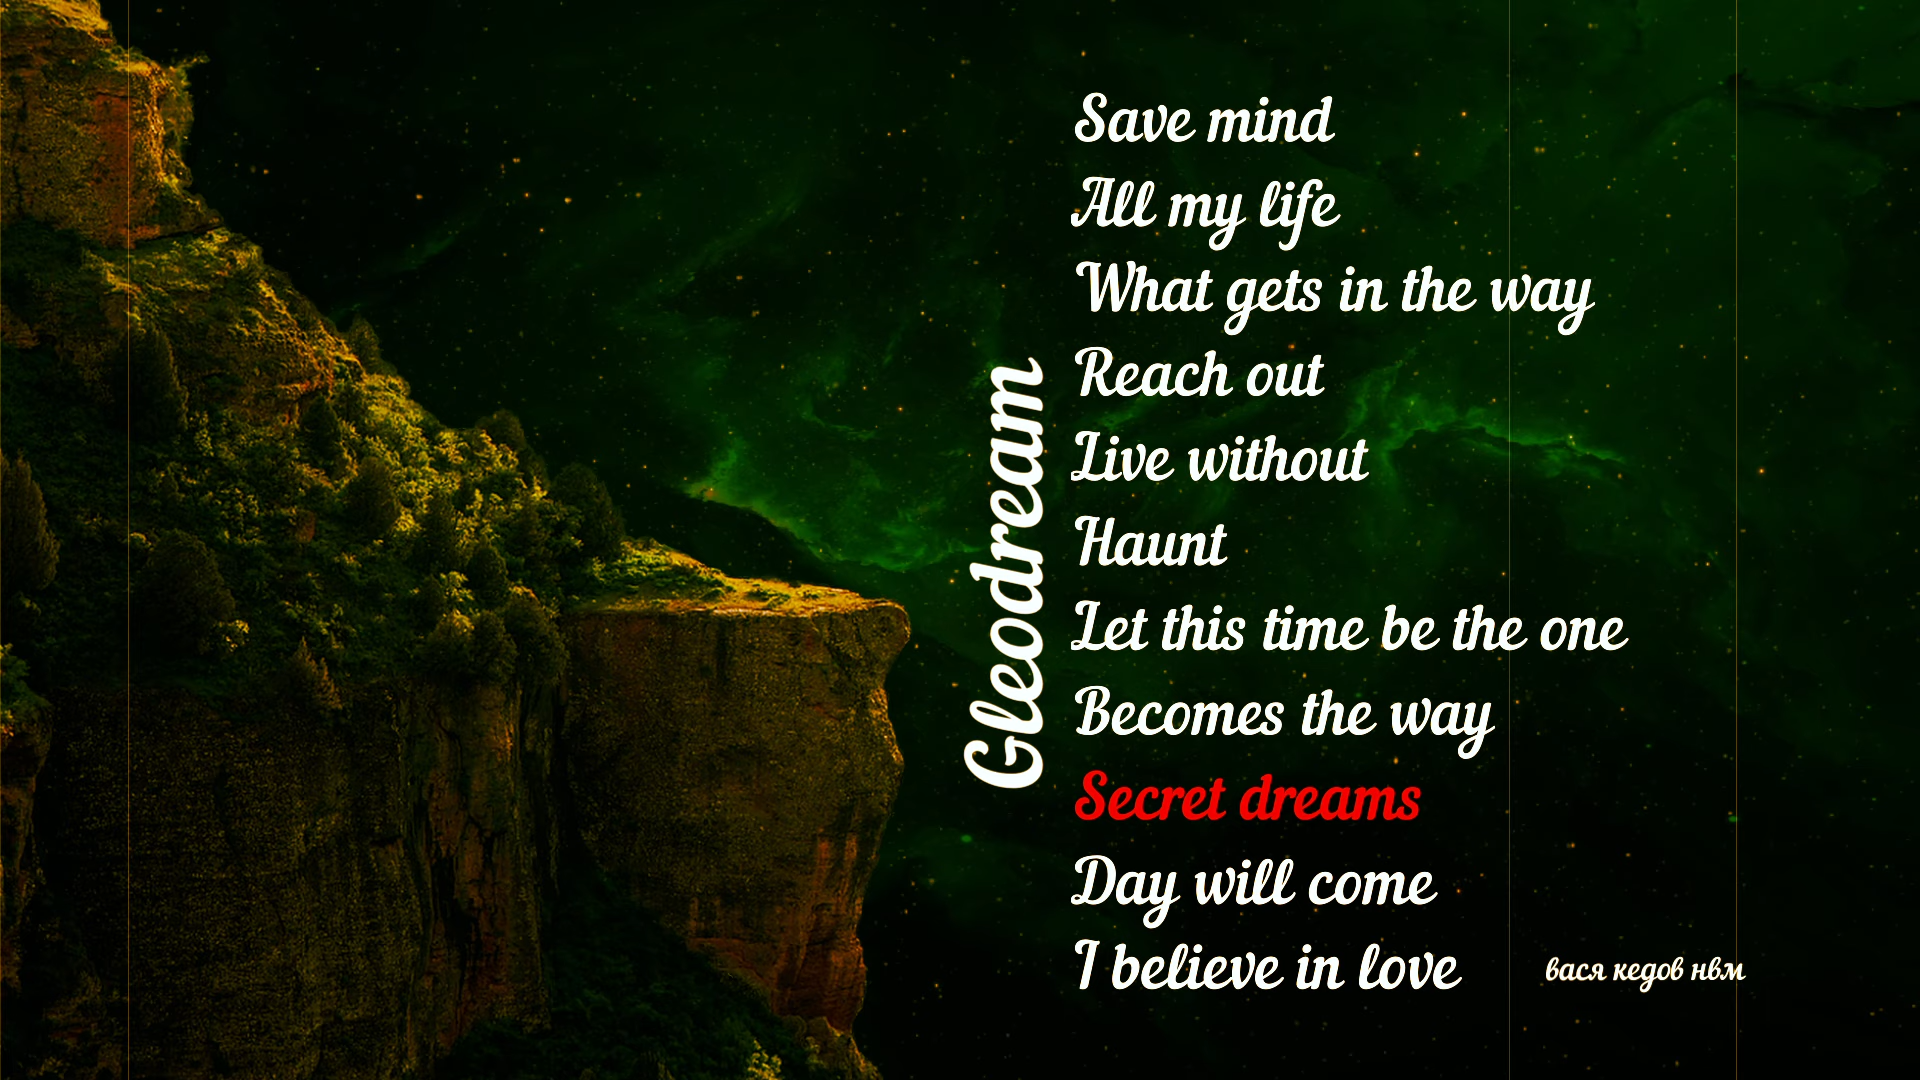 Gleodream
Save mind
All my life
What gets in the way
Reach out
Live without
Haunt
Let this time be the one
Becomes the way
Secret dreams
Day will come
I believe in love
вася кедов нвм